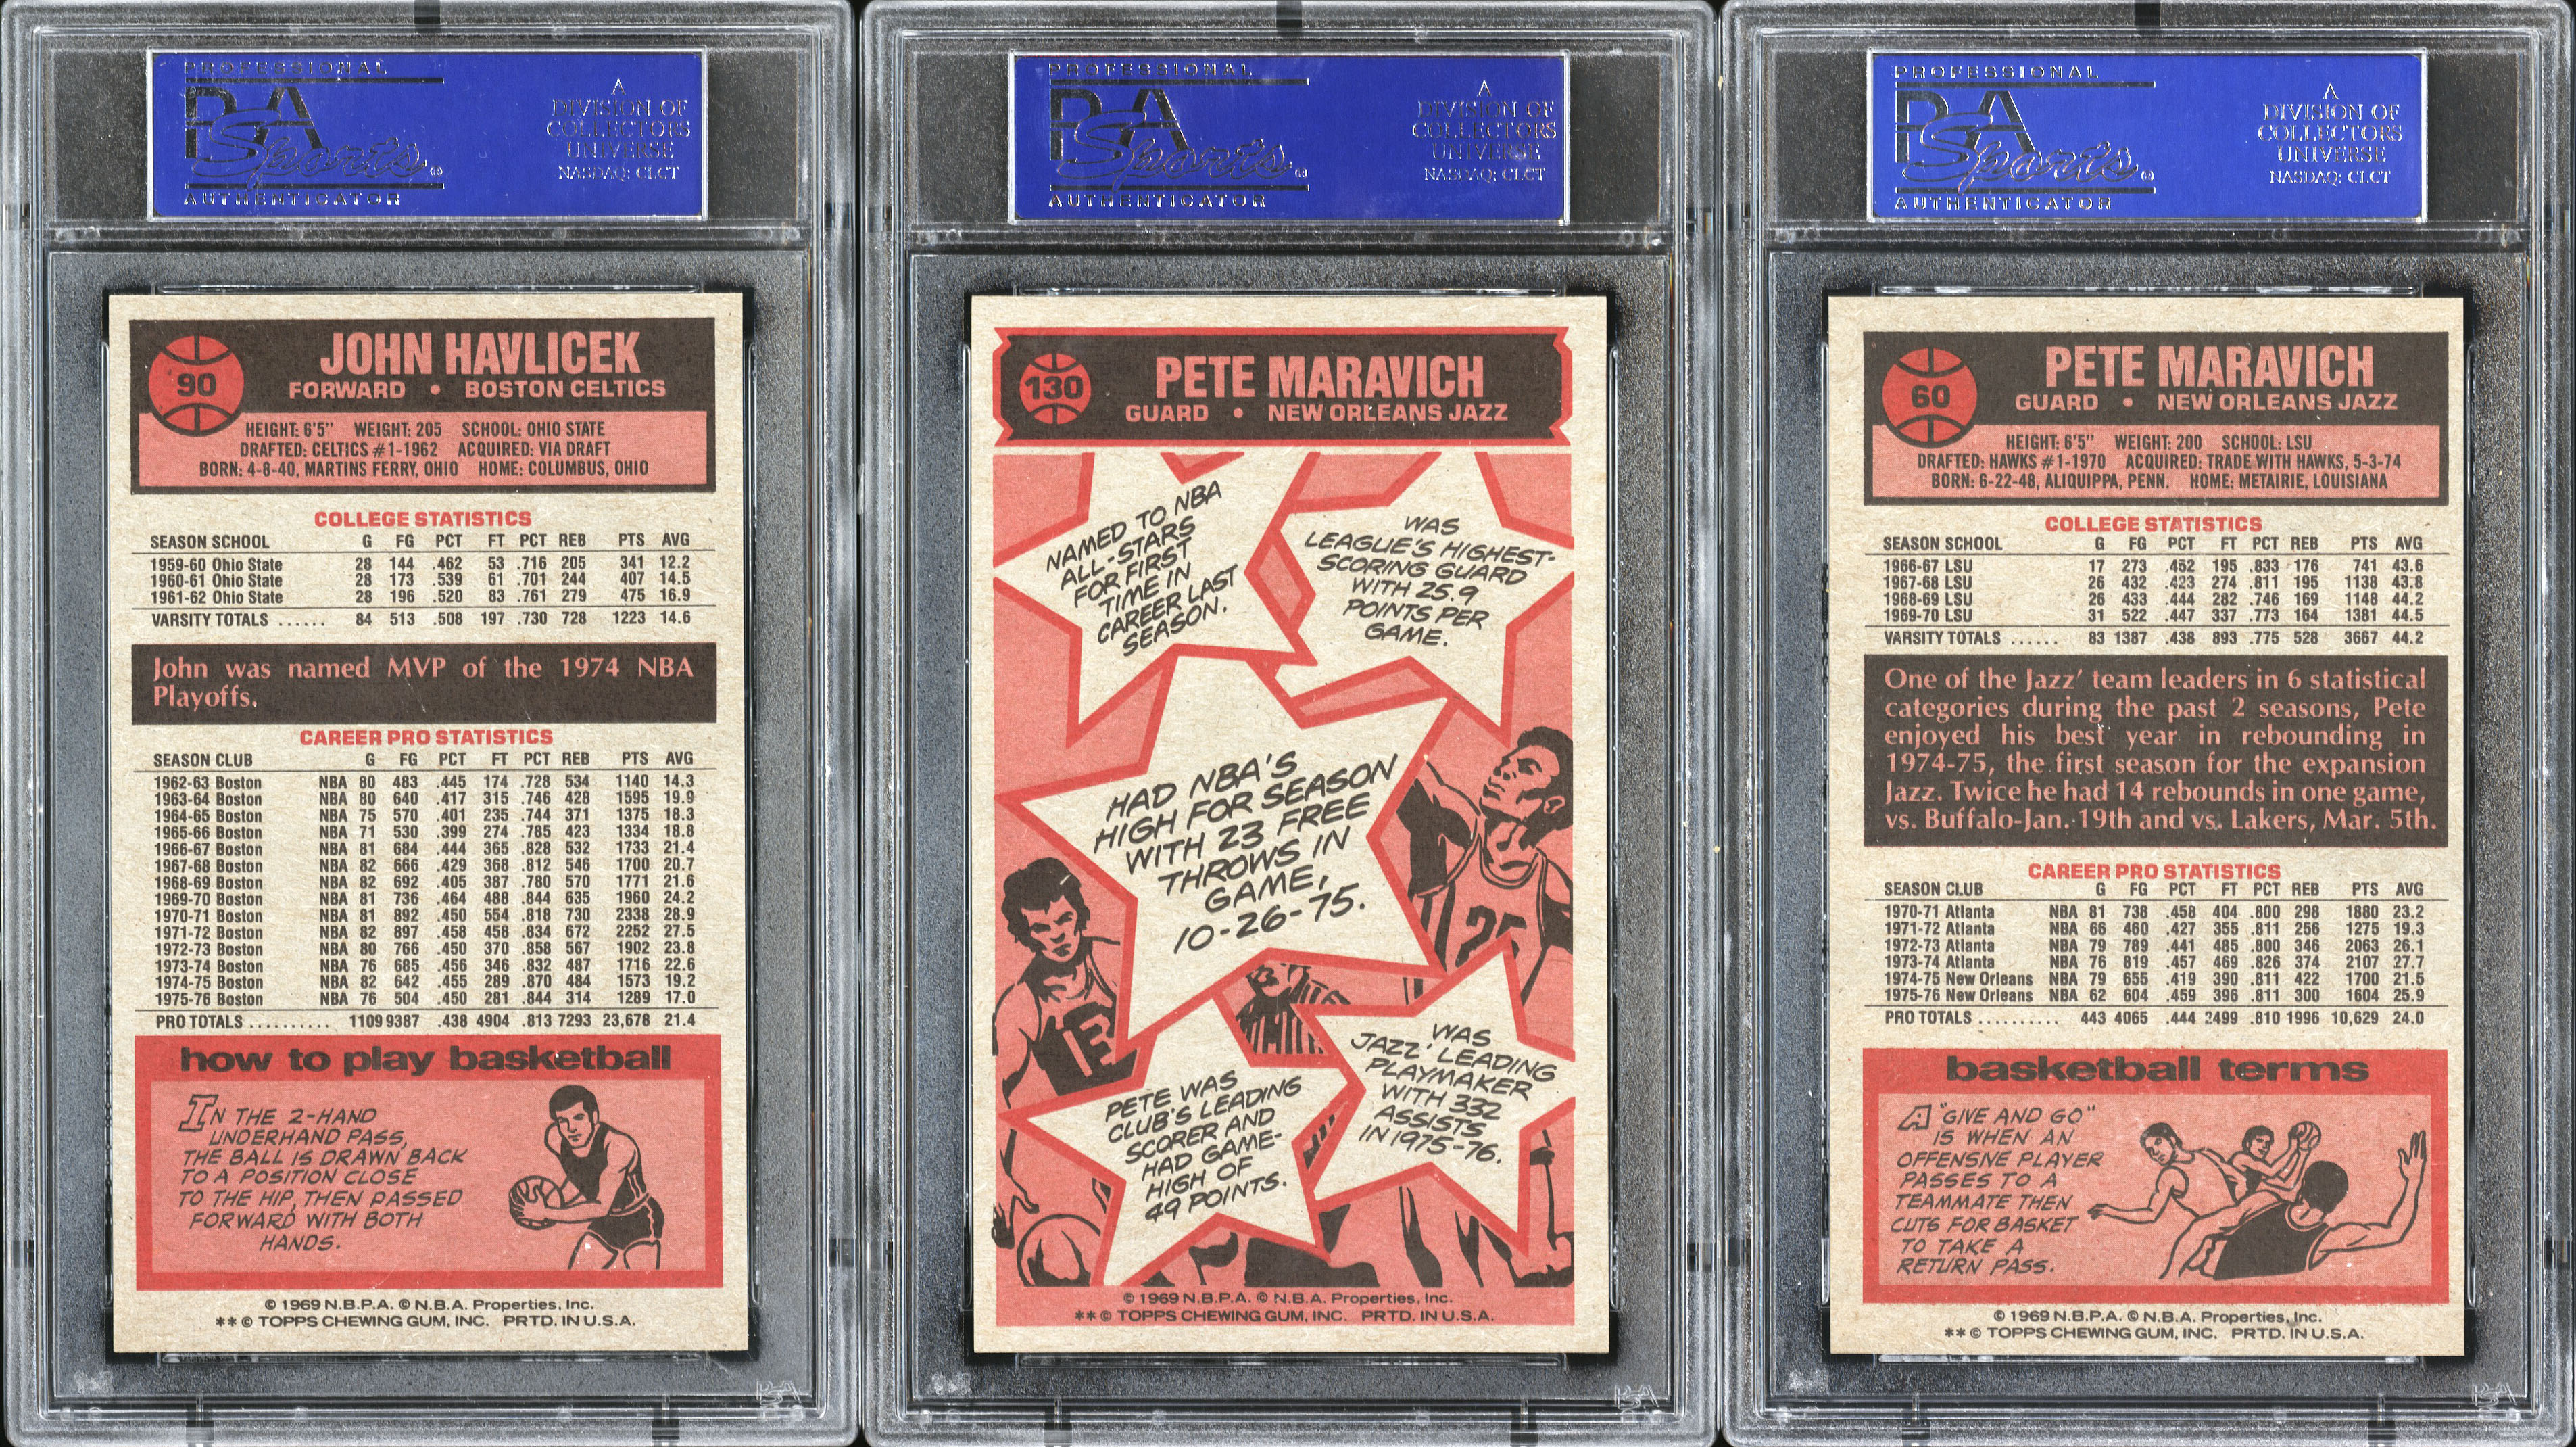 PROFESSIONAL
PSA
Sports®
AUTHENTICATOR
A
DIVISION OF
COLLECTORS
UNIVERSE
NASDAQ: CLCT
90
JOHN HAVLICEK
FORWARD • BOSTON CELTICS
HEIGHT: 6'5" WEIGHT: 205 SCHOOL: OHIO STATE
DRAFTED: CELTICS #1-1962 ACQUIRED: VIA DRAFT
BORN: 4-8-40, MARTINS FERRY, OHIO HOME: COLUMBUS, OHIO
COLLEGE STATISTICS
SEASON SCHOOL G FG PCT FT PCT REB PTS AVG
1959-60 Ohio State 28 144 .462 53 .716 205 341 12.2
1960-61 Ohio State 28 173 .539 61 .701 244 407 14.5
1961-62 Ohio State 28 196 .520 83 .761 279 475 16.9
VARSITY TOTALS ...... 84 513 .508 197 .730 728 1223 14.6
John was named MVP of the 1974 NBA
Playoffs.
CAREER PRO STATISTICS
SEASON CLUB G FG PCT FT PCT REB PTS AVG
1962-63 Boston NBA 80 483 .445 174 .728 534 1140 14.3
1963-64 Boston NBA 80 640 .417 315 .746 428 1595 19.9
1964-65 Boston NBA 75 570 .401 235 .744 371 1375 18.3
1965-66 Boston NBA 71 530 .399 274 .785 423 1334 18.8
1966-67 Boston NBA 81 684 .444 365 .828 532 1733 21.4
1967-68 Boston NBA 82 666 .429 368 .812 546 1700 20.7
1968-69 Boston NBA 82 692 .405 387 .780 570 1771 21.6
1969-70 Boston NBA 81 736 .464 488 .844 635 1960 24.2
1970-71 Boston NBA 81 892 .450 554 .818 730 2338 28.9
1971-72 Boston NBA 82 897 .458 458 .834 672 2252 27.5
1972-73 Boston NBA 80 766 .450 370 .858 567 1902 23.8
1973-74 Boston NBA 76 685 .456 346 .832 487 1716 22.6
1974-75 Boston NBA 82 642 .455 289 .870 484 1573 19.2
1975-76 Boston NBA 76 504 .450 281 .844 314 1289 17.0
PRO TOTALS .......... 1109 9387 .438 4904 .813 7293 23,678 21.4
how to play basketball
IN THE 2-HAND
UNDERHAND PASS,
THE BALL IS DRAWN BACK
TO A POSITION CLOSE
TO THE HIP, THEN PASSED
FORWARD WITH BOTH
HANDS.
© 1969 N.B.P.A. © N.B.A. Properties, Inc.
** © TOPPS CHEWING GUM, INC. PRTD. IN U.S.A.
PROFESSIONAL
PSA
Sports®
AUTHENTICATOR
A
DIVISION OF
COLLECTORS
UNIVERSE
NASDAQ: CLCT
130
PETE MARAVICH
GUARD • NEW ORLEANS JAZZ
NAMED TO NBA
ALL-STARS
FOR FIRST
TIME IN
CAREER LAST
SEASON.
WAS
LEAGUE'S HIGHEST-
SCORING GUARD
WITH 25.9
POINTS PER
GAME.
HAD NBA'S
HIGH FOR SEASON
WITH 23 FREE
THROWS IN
GAME,
10-26-75.
25
13
PETE WAS
CLUB'S LEADING
SCORER AND
HAD GAME-
HIGH OF
49 POINTS.
WAS
JAZZ' LEADING
PLAYMAKER
WITH 332
ASSISTS
IN 1975-76.
© 1969 N.B.P.A. © N.B.A. Properties, Inc.
** © TOPPS CHEWING GUM, INC. PRTD. IN U.S.A.
PROFESSIONAL
PSA
Sports®
AUTHENTICATOR
A
DIVISION OF
COLLECTORS
UNIVERSE
NASDAQ: CLCT
60
PETE MARAVICH
GUARD • NEW ORLEANS JAZZ
HEIGHT: 6'5" WEIGHT: 200 SCHOOL: LSU
DRAFTED: HAWKS #1-1970 ACQUIRED: TRADE WITH HAWKS, 5-3-74
BORN: 6-22-48, ALIQUIPPA, PENN. HOME: METAIRIE, LOUISIANA
COLLEGE STATISTICS
SEASON SCHOOL G FG PCT FT PCT REB PTS AVG
1966-67 LSU 17 273 .452 195 .833 176 741 43.6
1967-68 LSU 26 432 .423 274 .811 195 1138 43.8
1968-69 LSU 26 433 .444 282 .746 169 1148 44.2
1969-70 LSU 31 522 .447 337 .773 164 1381 44.5
VARSITY TOTALS ...... 83 1387 .438 893 .775 528 3667 44.2
One of the Jazz' team leaders in 6 statistical
categories during the past 2 seasons, Pete
enjoyed his best year in rebounding in
1974-75, the first season for the expansion
Jazz. Twice he had 14 rebounds in one game,
vs. Buffalo-Jan. 19th and vs. Lakers, Mar. 5th.
CAREER PRO STATISTICS
SEASON CLUB G FG PCT FT PCT REB PTS AVG
1970-71 Atlanta NBA 81 738 .458 404 .800 298 1880 23.2
1971-72 Atlanta NBA 66 460 .427 355 .811 256 1275 19.3
1972-73 Atlanta NBA 79 789 .441 485 .800 346 2063 26.1
1973-74 Atlanta NBA 76 819 .457 469 .826 374 2107 27.7
1974-75 New Orleans NBA 79 655 .419 390 .811 422 1700 21.5
1975-76 New Orleans NBA 62 604 .459 396 .811 300 1604 25.9
PRO TOTALS .......... 443 4065 .444 2499 .810 1996 10,629 24.0
basketball terms
A "GIVE AND GO"
IS WHEN AN
OFFENSIVE PLAYER
PASSES TO A
TEAMMATE THEN
CUTS FOR BASKET
TO TAKE A
RETURN PASS.
© 1969 N.B.P.A. © N.B.A. Properties, Inc.
** © TOPPS CHEWING GUM, INC. PRTD. IN U.S.A.